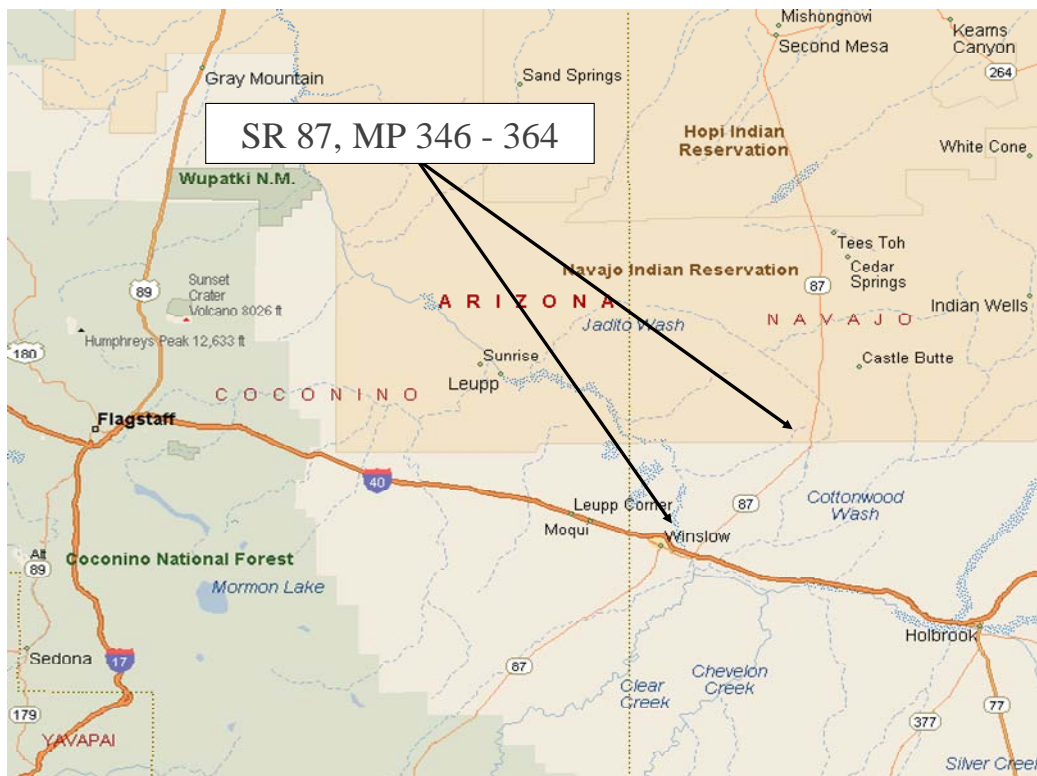 Mishongnovi
Second Mesa
Kearns
Canyon
264
Gray Mountain
Sand Springs
SR 87, MP 346 - 364
Hopi Indian
Reservation
White Cone
Wupatki N.M.
Tees Toh
Cedar
Springs
Navajo Indian Reservation
87
Indian Wells
89
Sunset
Crater
Volcano 8026 ft
ARIZONA
Jadito Wash
NAVAJO
Humphreys Peak 12,633 ft
180
Sunrise
Leupp
Castle Butte
COCONINO
Flagstaff
40
Leupp Corner
Moqui
87
Cottonwood
Wash
Winslow
Alt
89
Coconino National Forest
Mormon Lake
Holbrook
Sedona
17
87
Clear
Creek
Chevelon
Creek
77
179
377
YAVAPAI
Silver Creek